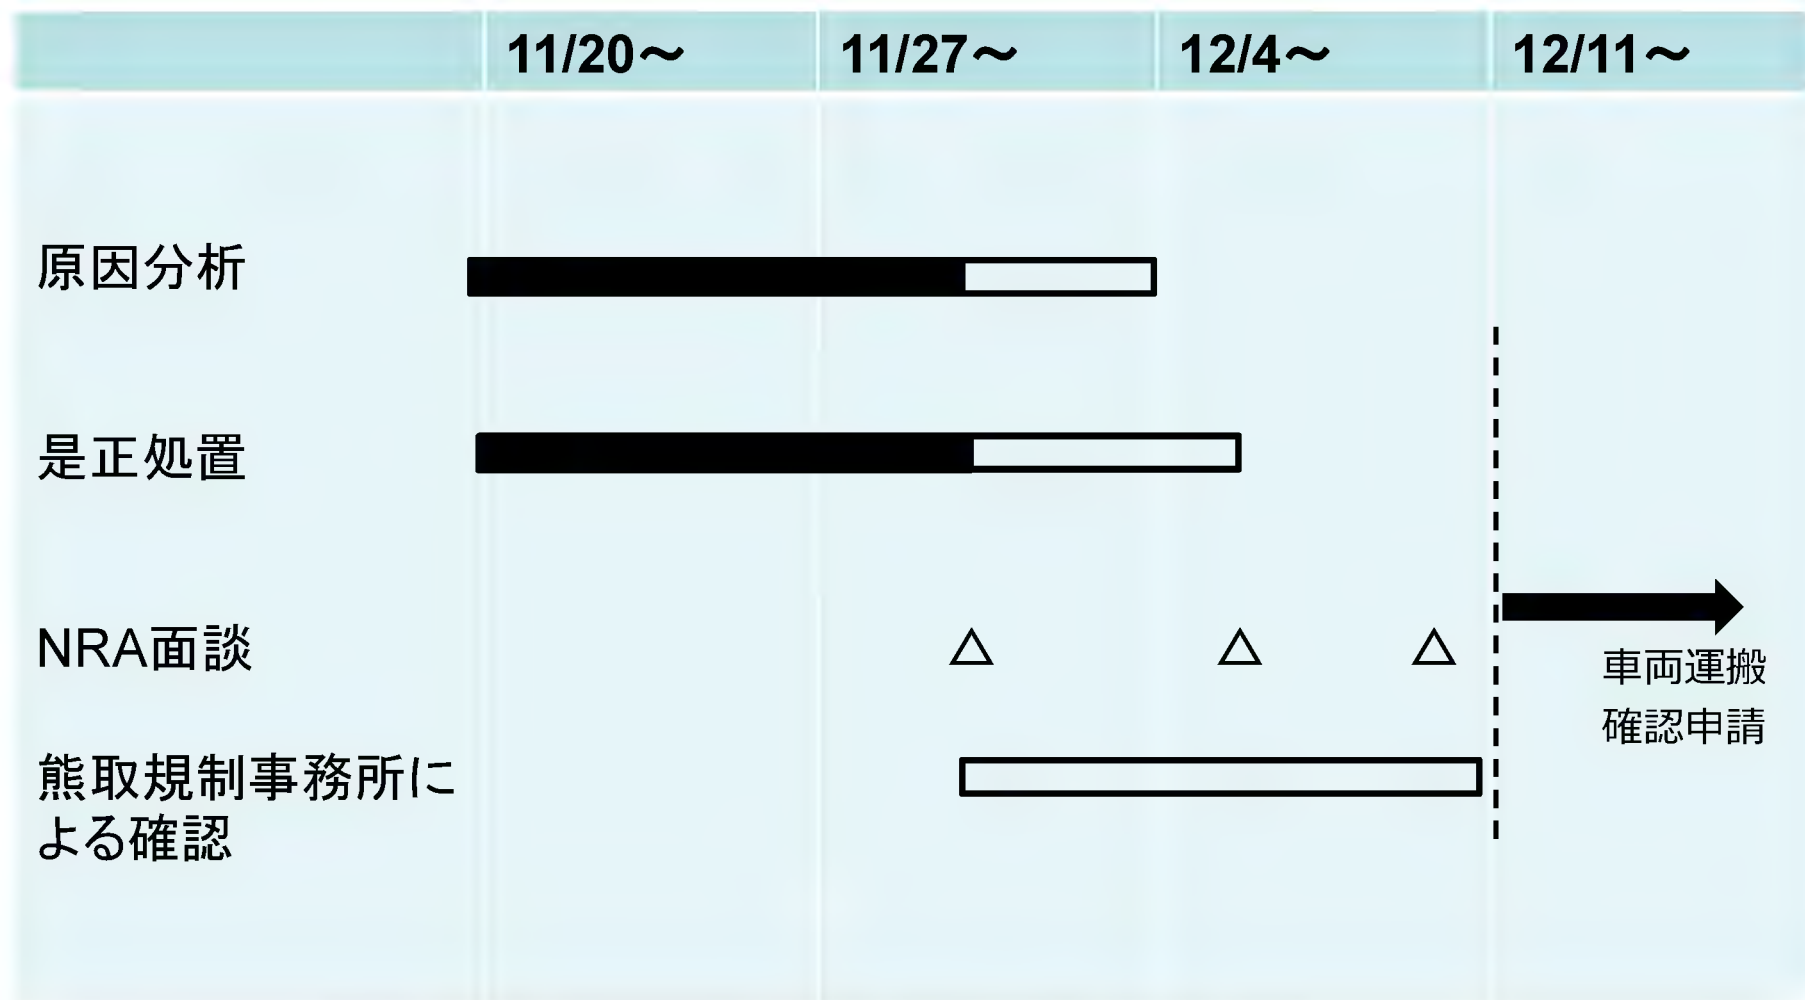 11/20～ 11/27～ 12/4～ 12/11～
原因分析
是正処置
NRA面談
車両運搬
確認申請
熊取規制事務所に
よる確認